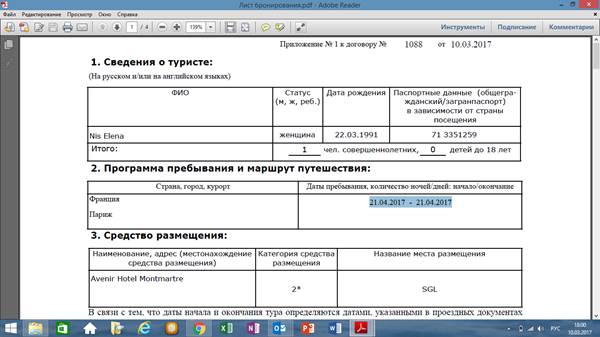 Лист бронирования.pdf - Adobe Reader
Файл Редактирование Просмотр Окно Справка
1 / 4 139% Инструменты Подписание Комментарии
Приложение № 1 к договору № 1088 от 10.03.2017
1. Сведения о туристе:
(На русском и/или на английском языках)
ФИО Статус (м, ж, реб.) Дата рождения Паспортные данные (общегражданский/загранпаспорт) в зависимости от страны посещения
Nis Elena женщина 22.03.1991 71 3351259
Итого: 1 чел. совершеннолетних, 0 детей до 18 лет
2. Программа пребывания и маршрут путешествия:
Страна, город, курорт Даты пребывания, количество ночей/дней: начало/окончание
Франция 21.04.2017 - 21.04.2017
Париж
3. Средство размещения:
Наименование, адрес (местонахождение средства размещения) Категория средства размещения Название места размещения
Avenir Hotel Montmartre 2* SGL
В связи с тем, что даты начала и окончания тура определяются датами, указанными в проездных документах
РУС 18:00
10.03.2017